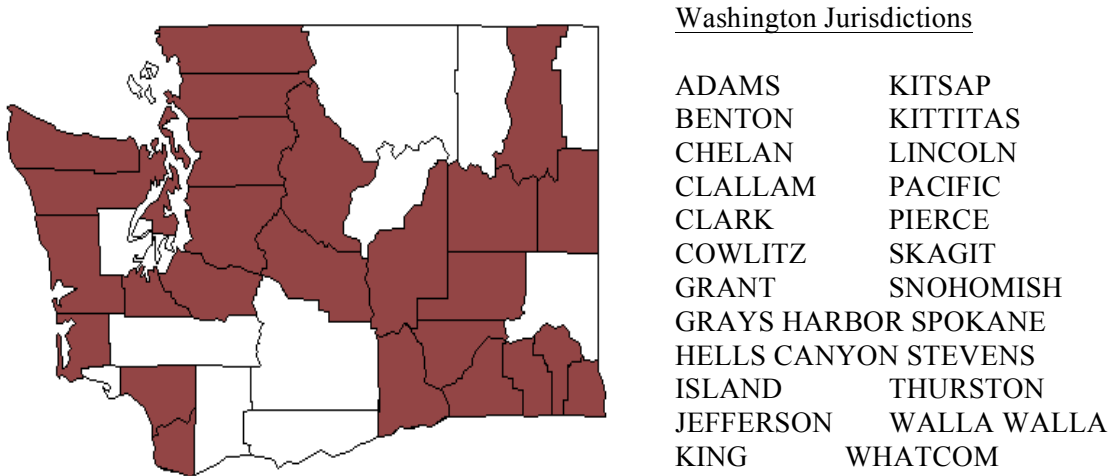 Washington Jurisdictions
ADAMS KITSAP
BENTON KITTITAS
CHELAN LINCOLN
CLALLAM PACIFIC
CLARK PIERCE
COWLITZ SKAGIT
GRANT SNOHOMISH
GRAYS HARBOR SPOKANE
HELLS CANYON STEVENS
ISLAND THURSTON
JEFFERSON WALLA WALLA
KING WHATCOM